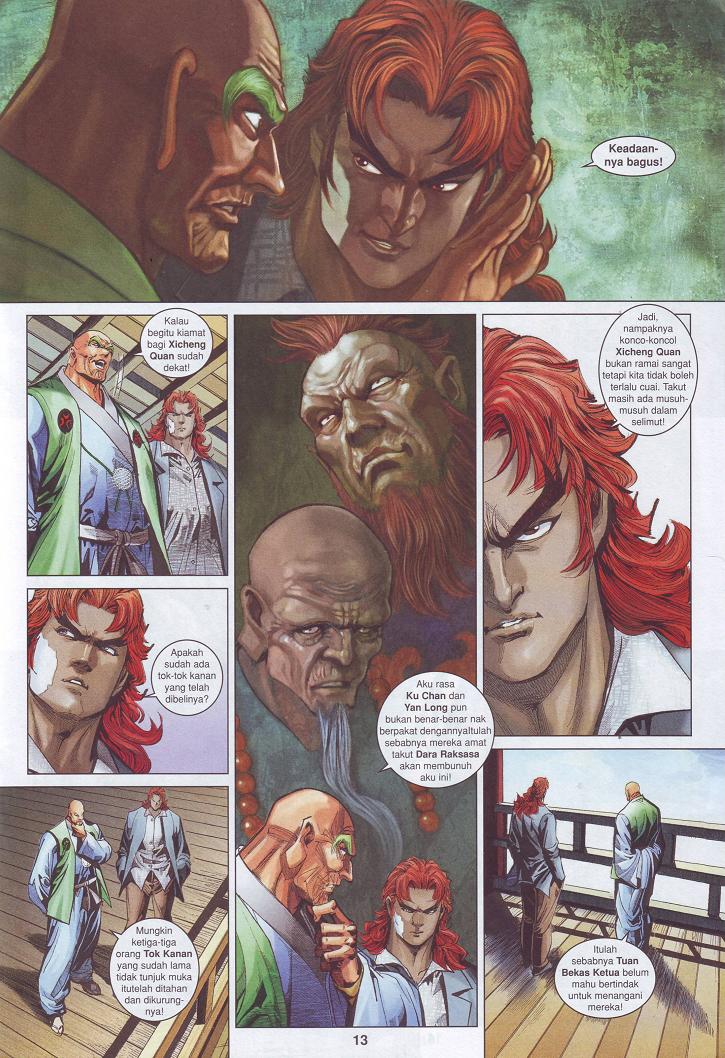 Keadaan-
nya bagus!
Kalau
begitu kiamat
bagi Xicheng
Quan sudah
dekat!
Apakah
sudah ada
tok-tok kanan
yang telah
dibelinya?
Mungkin
ketiga-tiga
orang Tok Kanan
yang sudah lama
tidak tunjuk muka
itutelah ditahan
dan dikurung-
nya!
Aku rasa
Ku Chan dan
Yan Long pun
bukan benar-benar nak
berpakat dengannyaItulah
sebabnya mereka amat
takut Dara Raksasa
akan membunuh
aku ini!
Jadi,
nampaknya
konco-koncol
Xicheng Quan
bukan ramai sangat
tetapi kita tidak boleh
terlalu cuai. Takut
masih ada musuh-
musuh dalam
selimut!
Itulah
sebabnya Tuan
Bekas Ketua belum
mahu bertindak
untuk menangani
mereka!
13